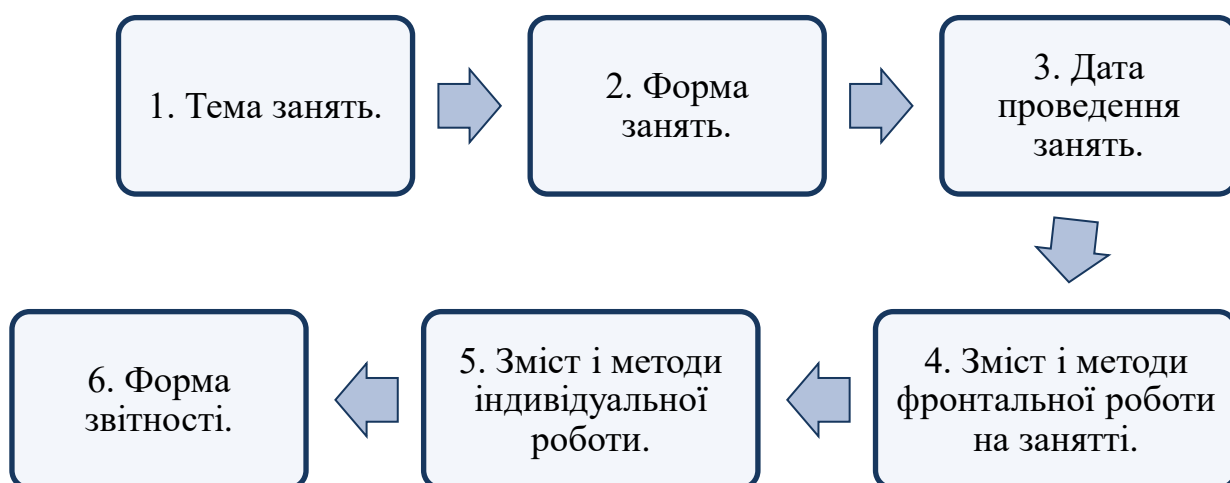 1. Тема занять.
2. Форма
занять.
3. Дата
проведення
занять.
4. Зміст і методи
фронтальної роботи
на занятті.
5. Зміст і методи
індивідуальної
роботи.
6. Форма
звітності.